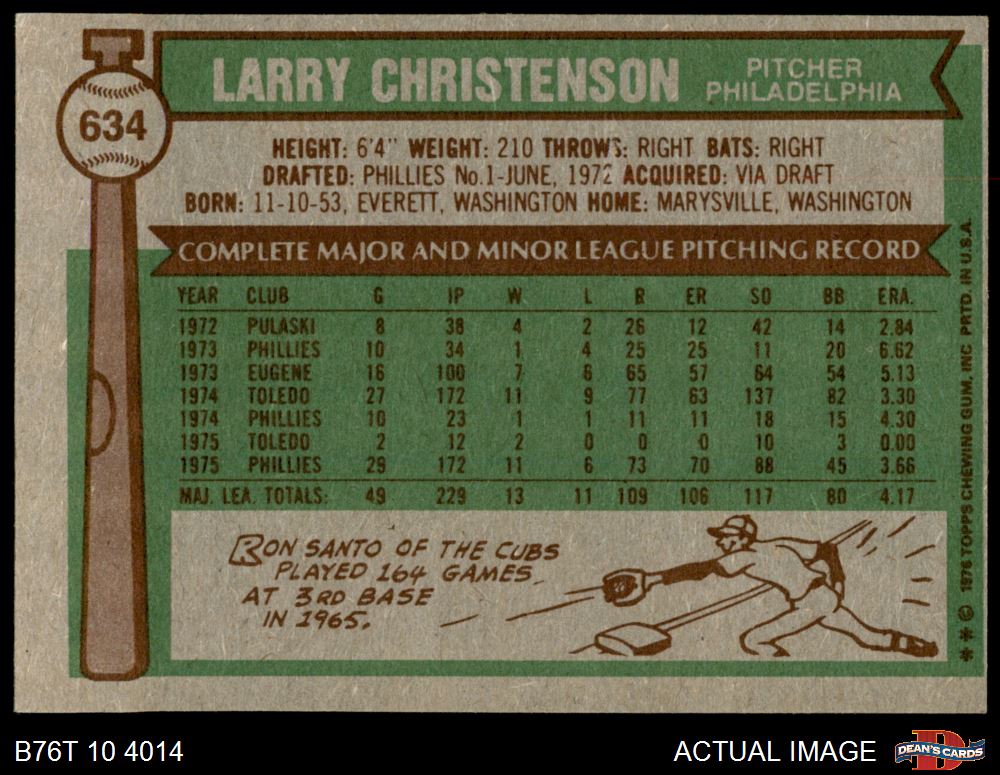 634
LARRY CHRISTENSON
PITCHER
PHILADELPHIA
HEIGHT: 6'4" WEIGHT: 210 THROWS: RIGHT BATS: RIGHT
DRAFTED: PHILLIES No.1-JUNE, 1972 ACQUIRED: VIA DRAFT
BORN: 11-10-53, EVERETT, WASHINGTON HOME: MARYSVILLE, WASHINGTON
COMPLETE MAJOR AND MINOR LEAGUE PITCHING RECORD
YEAR CLUB G IP W L R ER SO BB ERA.
1972 PULASKI 8 38 4 2 26 12 42 14 2.84
1973 PHILLIES 10 34 1 4 25 25 11 20 6.62
1973 EUGENE 16 100 7 6 65 57 64 54 5.13
1974 TOLEDO 27 172 11 9 77 63 137 82 3.30
1974 PHILLIES 10 23 1 1 11 11 18 15 4.30
1975 TOLEDO 2 12 2 0 0 0 10 3 0.00
1975 PHILLIES 29 172 11 6 73 70 88 45 3.66
MAJ. LEA. TOTALS: 49 229 13 11 109 106 117 80 4.17
RON SANTO OF THE CUBS
PLAYED 164 GAMES
AT 3RD BASE
IN 1965.
** © 1976 TOPPS CHEWING GUM, INC PRTD. IN U.S.A.
B76T 10 4014
ACTUAL IMAGE
DEAN'S CARDS